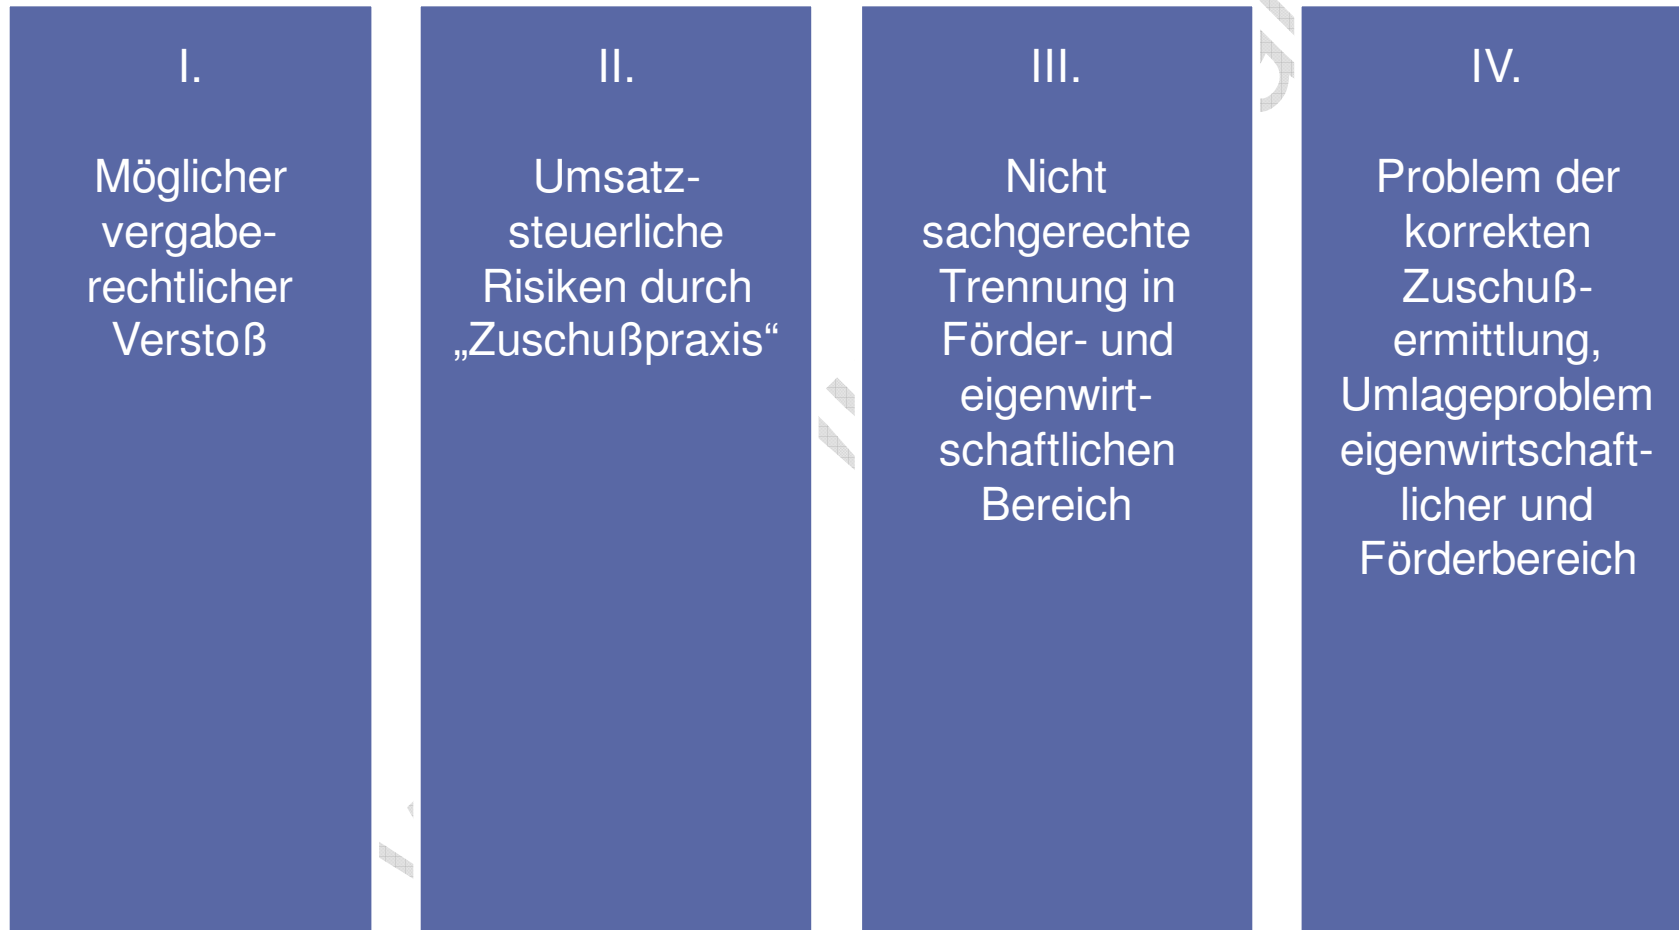 I.
Möglicher
vergabe-
rechtlicher
Verstoß
II.
Umsatz-
steuerliche
Risiken durch
„Zuschußpraxis“
III.
Nicht
sachgerechte
Trennung in
Förder- und
eigenwirt-
schaftlichen
Bereich
IV.
Problem der
korrekten
Zuschuß-
ermittlung,
Umlageproblem
eigenwirtschaft-
licher und
Förderbereich